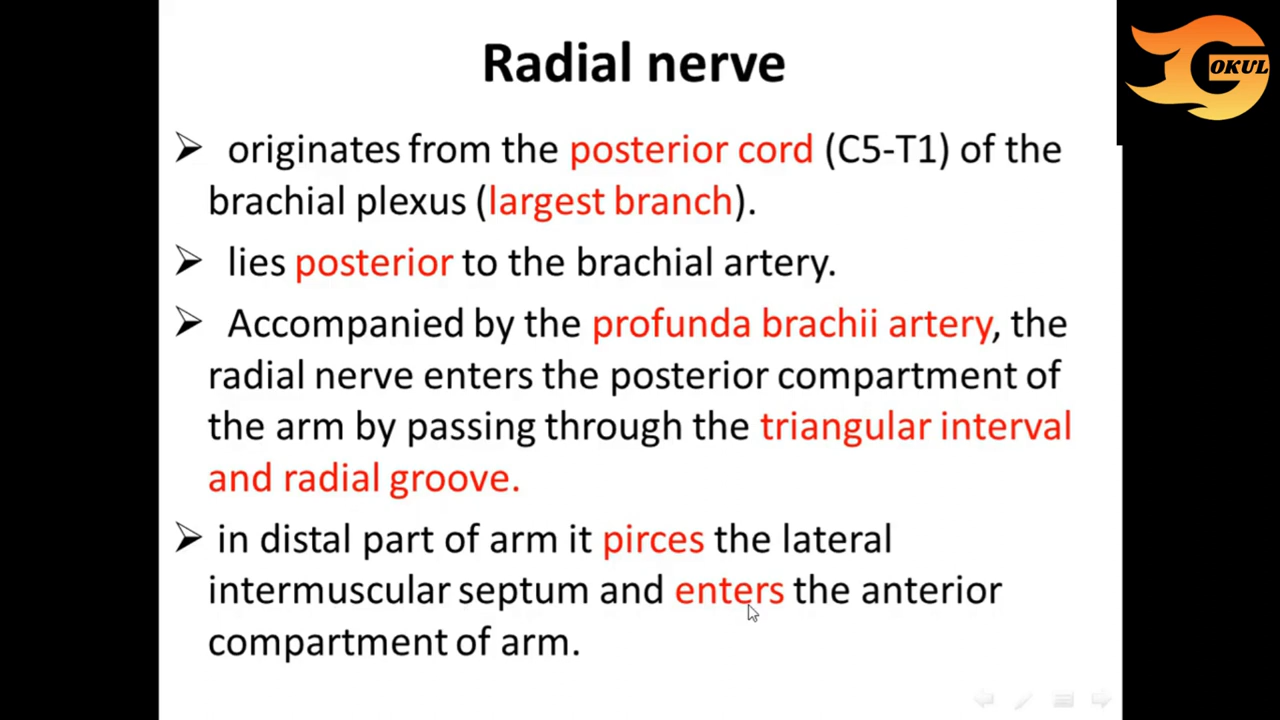 Radial nerve
GOKUL
➢ originates from the posterior cord (C5-T1) of the
brachial plexus (largest branch).
➢ lies posterior to the brachial artery.
➢ Accompanied by the profunda brachii artery, the
radial nerve enters the posterior compartment of
the arm by passing through the triangular interval
and radial groove.
➢ in distal part of arm it pirces the lateral
intermuscular septum and enters the anterior
compartment of arm.